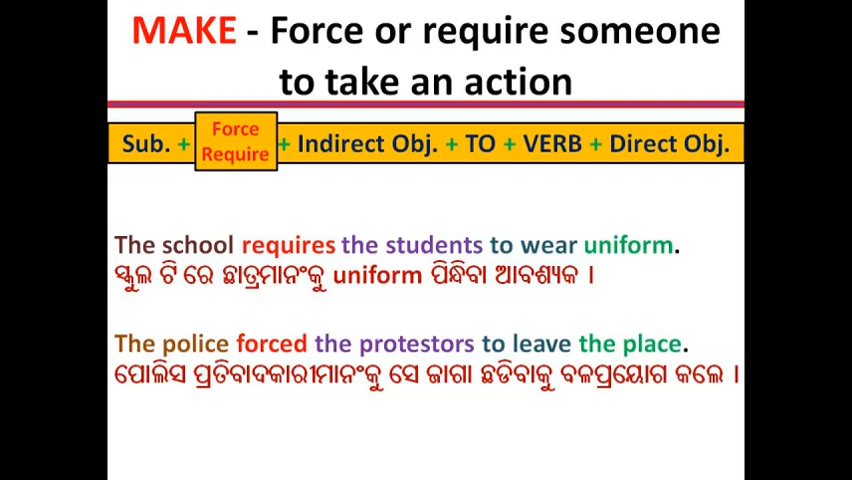 MAKE - Force or require someone
to take an action
Sub. + Force Require + Indirect Obj. + TO + VERB + Direct Obj.
The school requires the students to wear uniform.
ସ୍କୁଲ ଟି ରେ ଛାତ୍ରମାନଂକୁ uniform ପିନ୍ଧିବା ଆବଶ୍ୟକ ।
The police forced the protestors to leave the place.
ପୋଲିସ ପ୍ରତିବାଦକାରୀମାନଂକୁ ସେ ଜାଗା ଛଡିବାକୁ ବଳପ୍ରୟୋଗ କଲେ ।